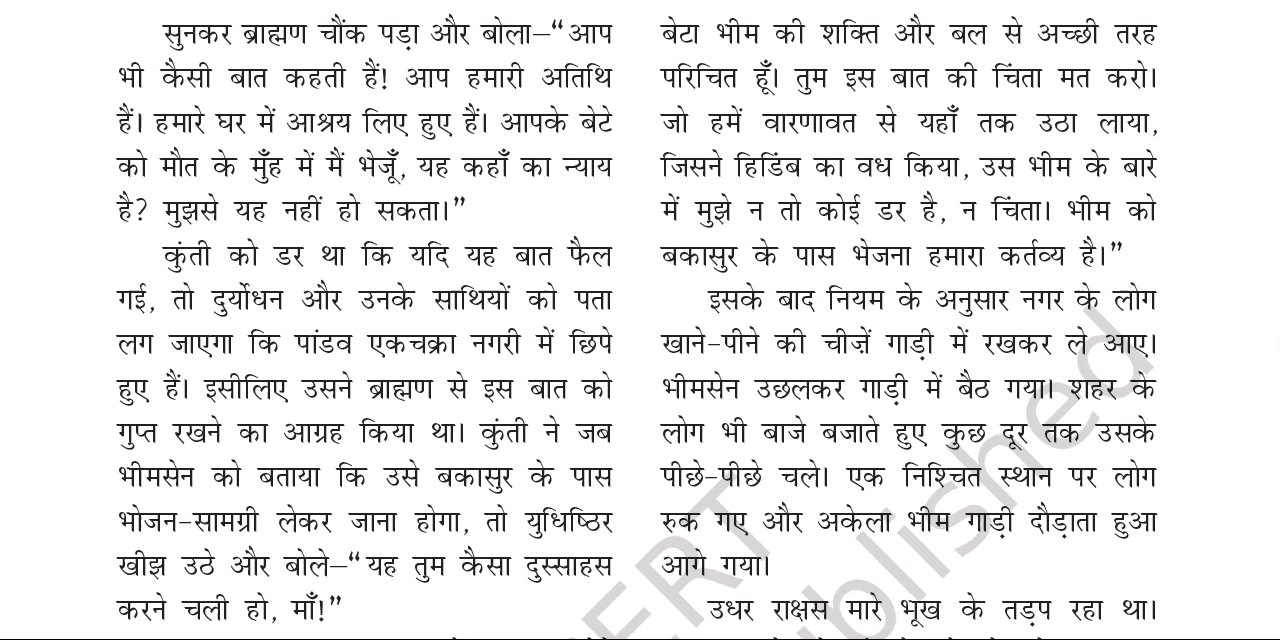 सुनकर ब्राह्मण चौंक पड़ा और बोला–“आप
भी कैसी बात कहती हैं! आप हमारी अतिथि
हैं। हमारे घर में आश्रय लिए हुए हैं। आपके बेटे
को मौत के मुँह में मैं भेजूँ, यह कहाँ का न्याय
है? मुझसे यह नहीं हो सकता।”
कुंती को डर था कि यदि यह बात फैल
गई, तो दुर्योधन और उनके साथियों को पता
लग जाएगा कि पांडव एकचक्रा नगरी में छिपे
हुए हैं। इसीलिए उसने ब्राह्मण से इस बात को
गुप्त रखने का आग्रह किया था। कुंती ने जब
भीमसेन को बताया कि उसे बकासुर के पास
भोजन-सामग्री लेकर जाना होगा, तो युधिष्ठिर
खीझ उठे और बोले–“यह तुम कैसा दुस्साहस
करने चली हो, माँ!”
बेटा भीम की शक्ति और बल से अच्छी तरह
परिचित हूँ। तुम इस बात की चिंता मत करो।
जो हमें वारणावत से यहाँ तक उठा लाया,
जिसने हिडिंब का वध किया, उस भीम के बारे
में मुझे न तो कोई डर है, न चिंता। भीम को
बकासुर के पास भेजना हमारा कर्तव्य है।”
इसके बाद नियम के अनुसार नगर के लोग
खाने-पीने की चीज़ें गाड़ी में रखकर ले आए।
भीमसेन उछलकर गाड़ी में बैठ गया। शहर के
लोग भी बाजे बजाते हुए कुछ दूर तक उसके
पीछे-पीछे चले। एक निश्चित स्थान पर लोग
रुक गए और अकेला भीम गाड़ी दौड़ाता हुआ
आगे गया।
उधर राक्षस मारे भूख के तड़प रहा था।